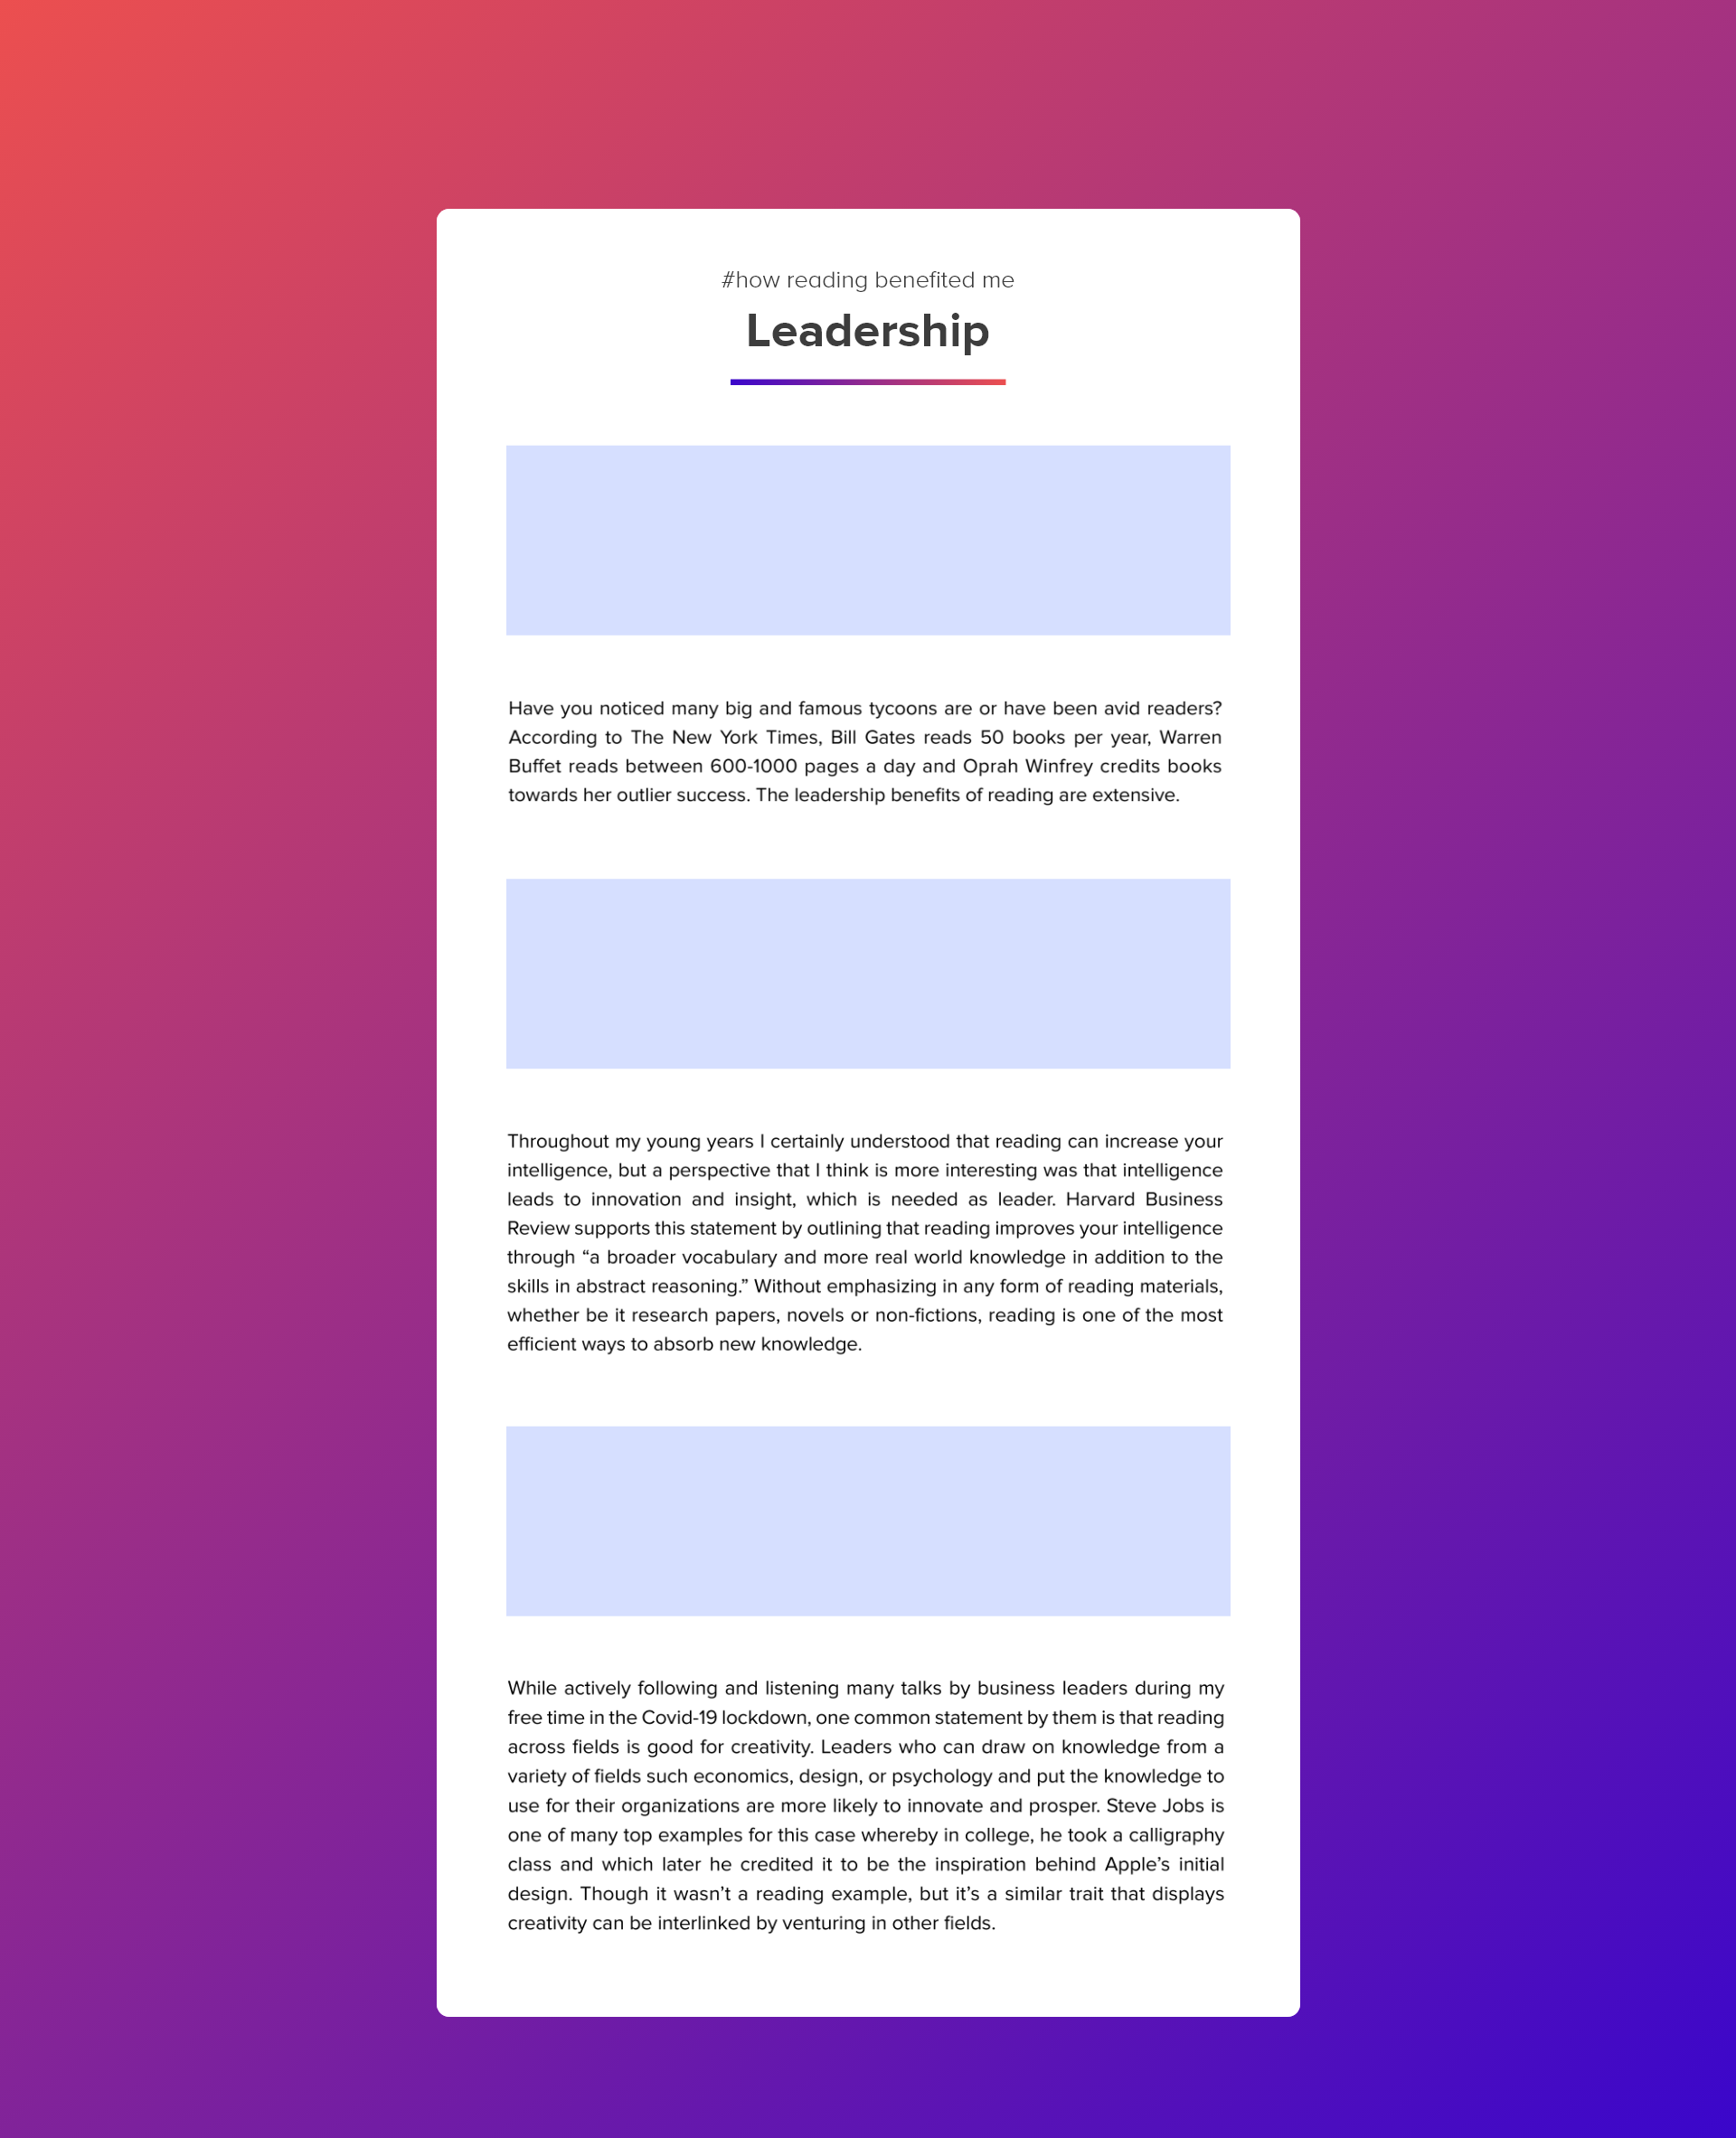 #how reading benefited me
Leadership
Have you noticed many big and famous tycoons are or have been avid readers?
According to The New York Times, Bill Gates reads 50 books per year, Warren
Buffet reads between 600-1000 pages a day and Oprah Winfrey credits books
towards her outlier success. The leadership benefits of reading are extensive.
Throughout my young years I certainly understood that reading can increase your
intelligence, but a perspective that I think is more interesting was that intelligence
leads to innovation and insight, which is needed as leader. Harvard Business
Review supports this statement by outlining that reading improves your intelligence
through “a broader vocabulary and more real world knowledge in addition to the
skills in abstract reasoning.” Without emphasizing in any form of reading materials,
whether be it research papers, novels or non-fictions, reading is one of the most
efficient ways to absorb new knowledge.
While actively following and listening many talks by business leaders during my
free time in the Covid-19 lockdown, one common statement by them is that reading
across fields is good for creativity. Leaders who can draw on knowledge from a
variety of fields such economics, design, or psychology and put the knowledge to
use for their organizations are more likely to innovate and prosper. Steve Jobs is
one of many top examples for this case whereby in college, he took a calligraphy
class and which later he credited it to be the inspiration behind Apple’s initial
design. Though it wasn’t a reading example, but it’s a similar trait that displays
creativity can be interlinked by venturing in other fields.